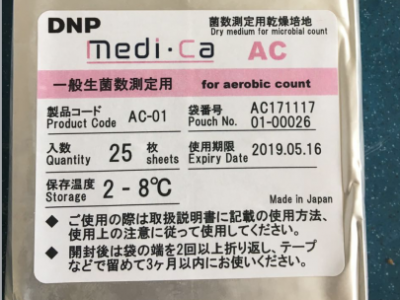 DNP
菌数測定用乾燥培地
Dry medium for microbial count
medi・ca AC
一般生菌数測定用 for aerobic count
製品コード
Product Code AC-01
袋番号 AC171117
Pouch No. 01-00026
入数 25 枚
Quantity sheets
使用期限
Expiry Date 2019.05.16
保存温度
Storage 2-8℃
Made in Japan
◆ ご使用の際は取扱説明書に記載の使用方法、
使用上の注意に従って使用してください。
◆ 開封後は袋の端を2回以上折り返し、テープ
などで留めて3ヶ月以内にお使いください。